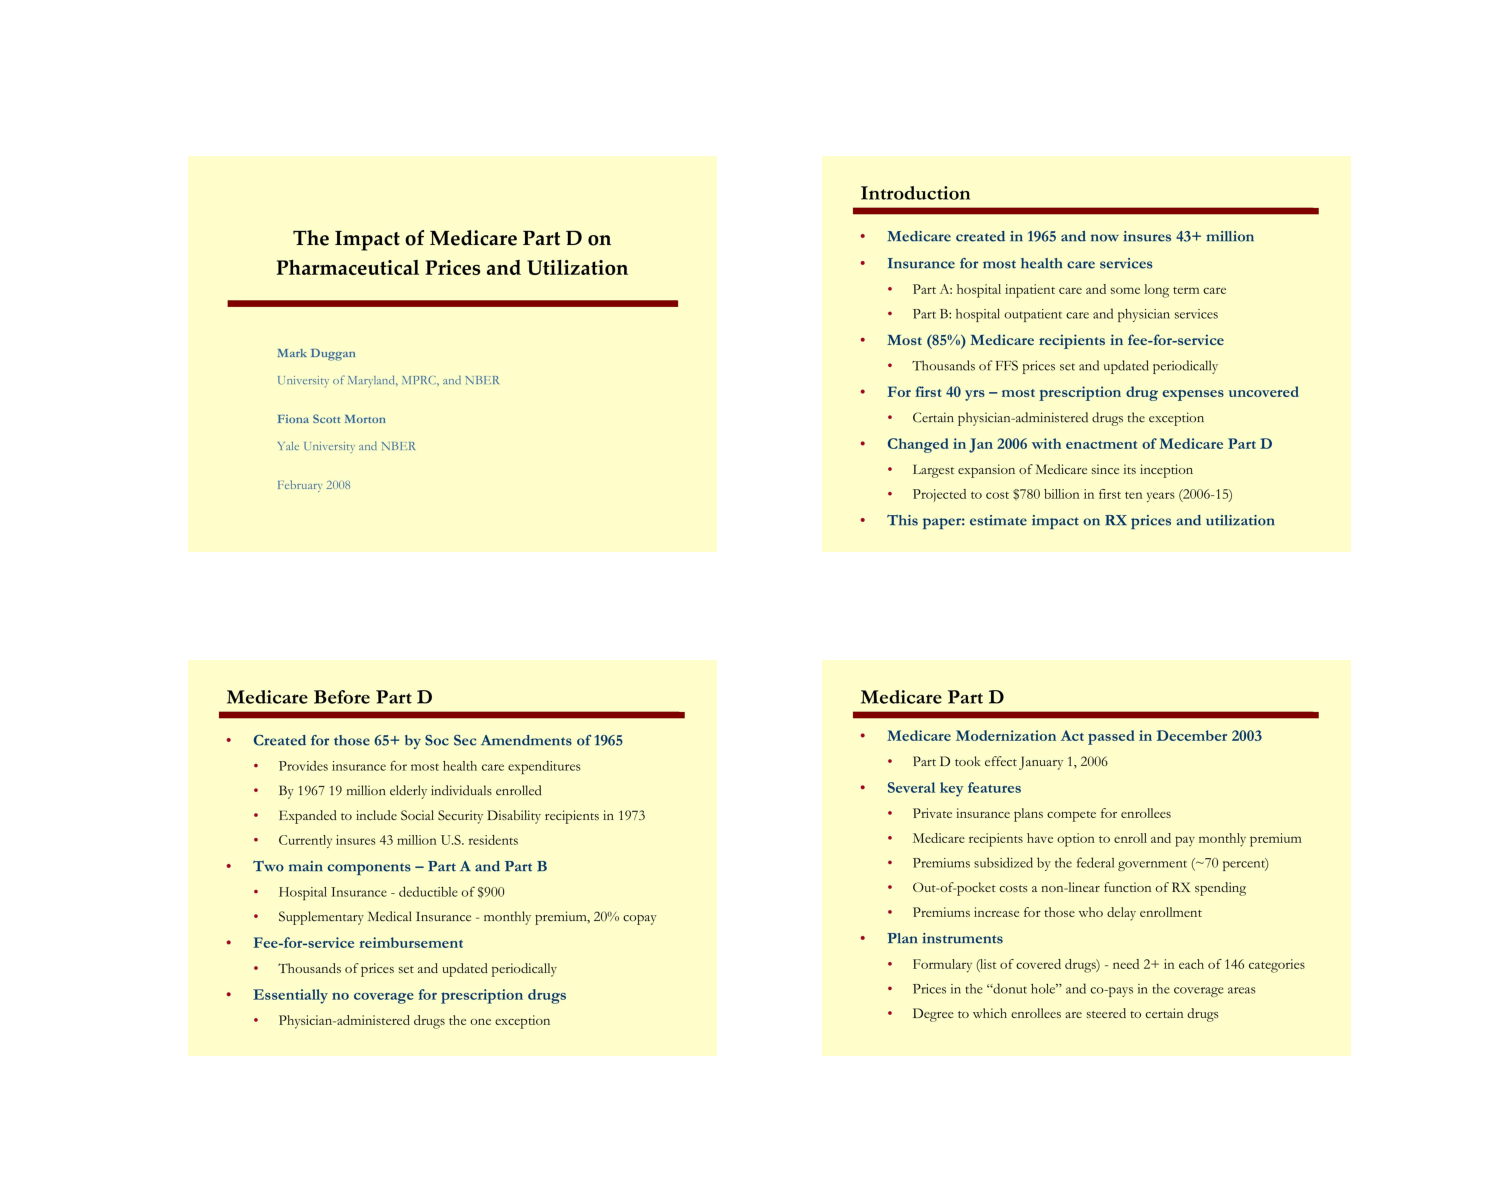 The Impact of Medicare Part D on
Pharmaceutical Prices and Utilization
Mark Duggan
University of Maryland, MPRC, and NBER
Fiona Scott Morton
Yale University and NBER
February 2008
Introduction
• Medicare created in 1965 and now insures 43+ million
• Insurance for most health care services
• Part A: hospital inpatient care and some long term care
• Part B: hospital outpatient care and physician services
• Most (85%) Medicare recipients in fee-for-service
• Thousands of FFS prices set and updated periodically
• For first 40 yrs – most prescription drug expenses uncovered
• Certain physician-administered drugs the exception
• Changed in Jan 2006 with enactment of Medicare Part D
• Largest expansion of Medicare since its inception
• Projected to cost $780 billion in first ten years (2006-15)
• This paper: estimate impact on RX prices and utilization
Medicare Before Part D
• Created for those 65+ by Soc Sec Amendments of 1965
• Provides insurance for most health care expenditures
• By 1967 19 million elderly individuals enrolled
• Expanded to include Social Security Disability recipients in 1973
• Currently insures 43 million U.S. residents
• Two main components – Part A and Part B
• Hospital Insurance - deductible of $900
• Supplementary Medical Insurance - monthly premium, 20% copay
• Fee-for-service reimbursement
• Thousands of prices set and updated periodically
• Essentially no coverage for prescription drugs
• Physician-administered drugs the one exception
Medicare Part D
• Medicare Modernization Act passed in December 2003
• Part D took effect January 1, 2006
• Several key features
• Private insurance plans compete for enrollees
• Medicare recipients have option to enroll and pay monthly premium
• Premiums subsidized by the federal government (~70 percent)
• Out-of-pocket costs a non-linear function of RX spending
• Premiums increase for those who delay enrollment
• Plan instruments
• Formulary (list of covered drugs) - need 2+ in each of 146 categories
• Prices in the “donut hole” and co-pays in the coverage areas
• Degree to which enrollees are steered to certain drugs